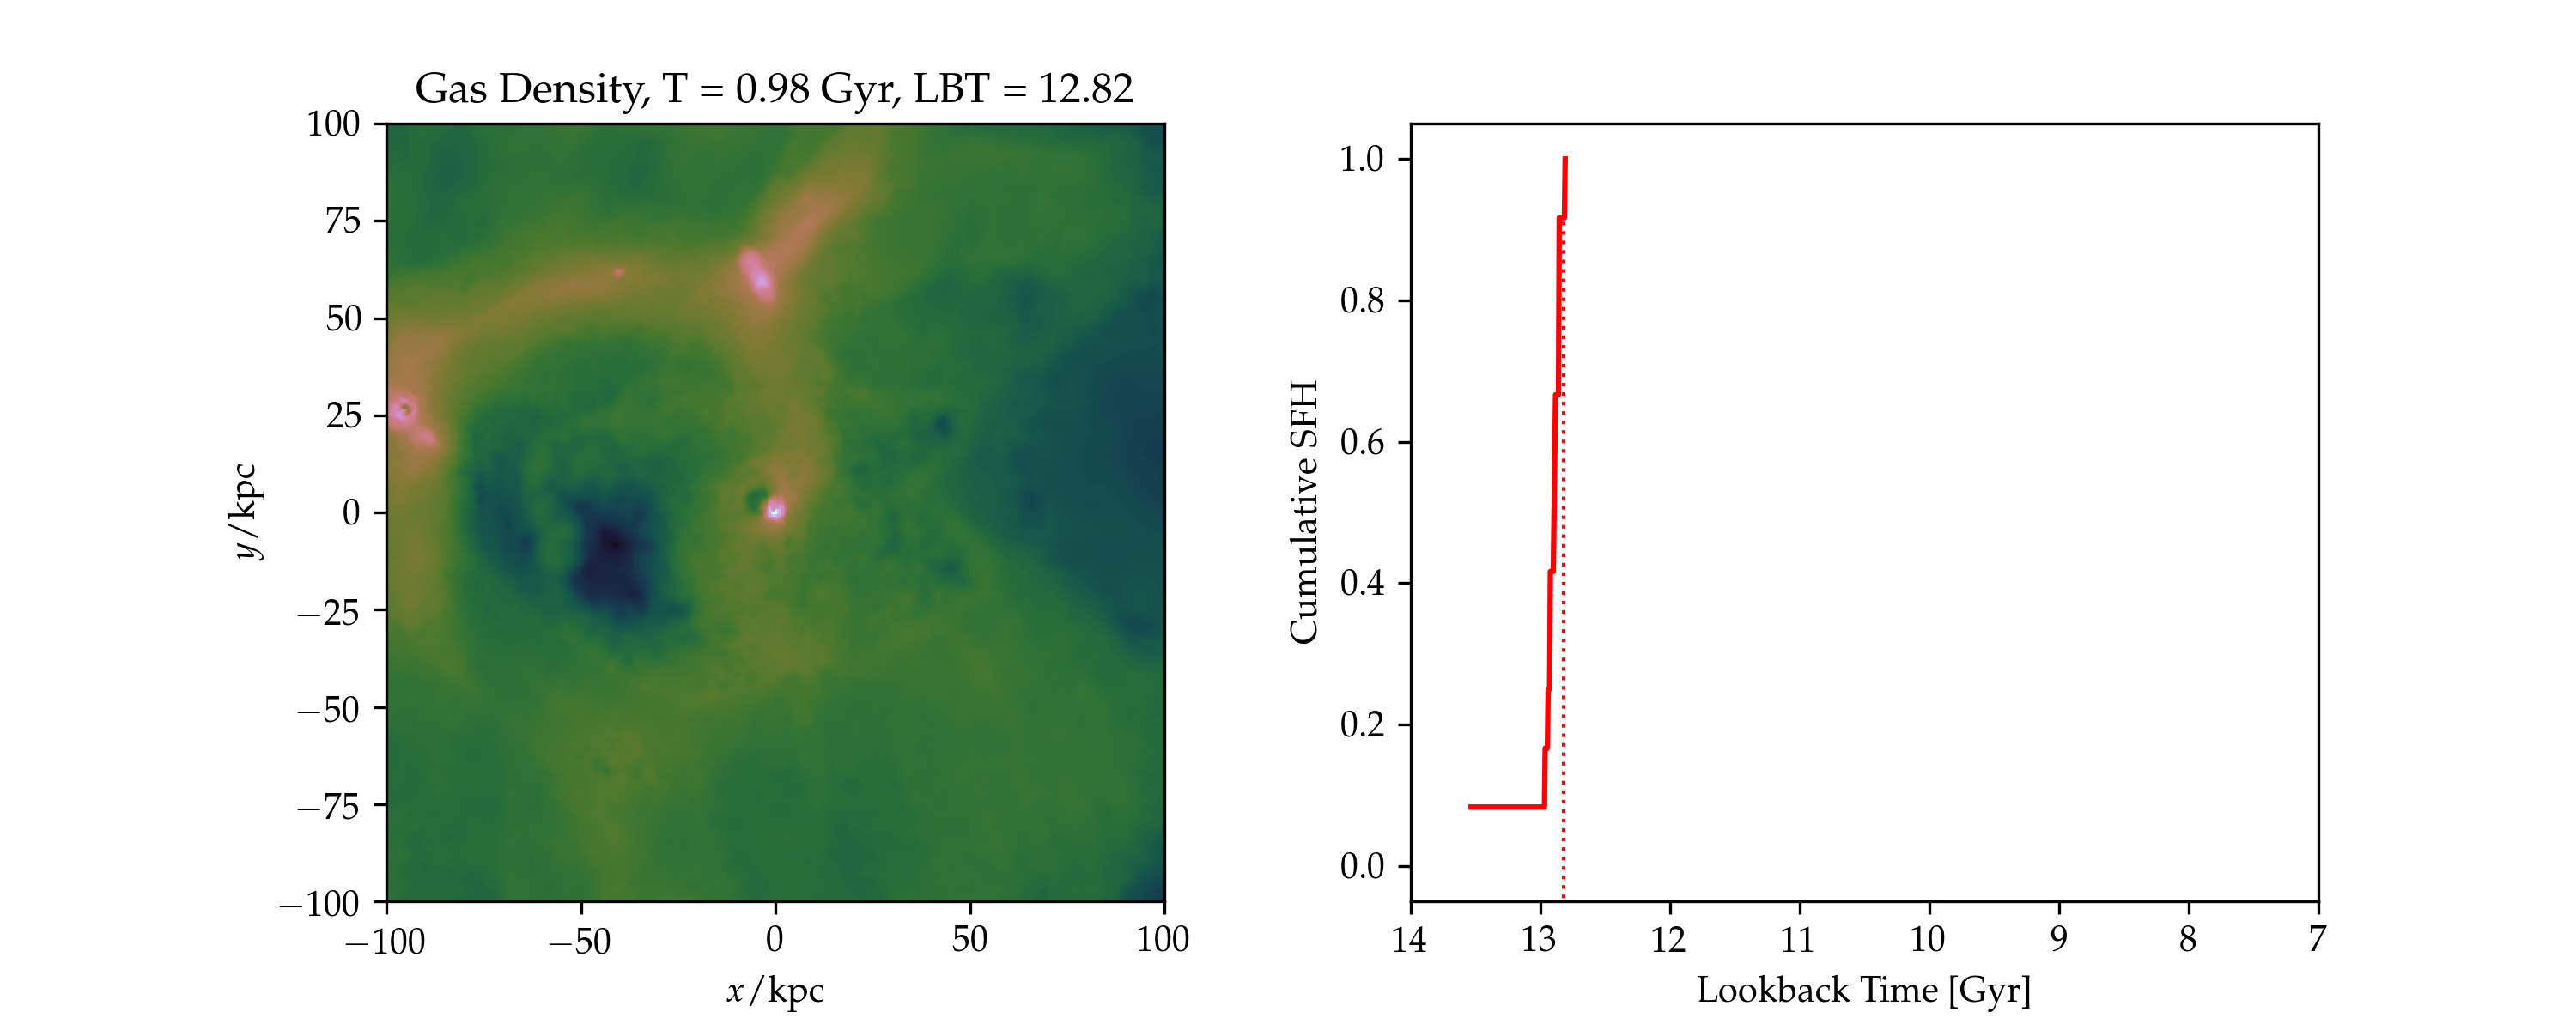 Gas Density, T = 0.98 Gyr, LBT = 12.82
100
75
50
25
0
−25
−50
−75
−100
y/kpc
−100 −50 0 50 100
x/kpc
1.0
0.8
0.6
0.4
0.2
0.0
Cumulative SFH
14 13 12 11 10 9 8 7
Lookback Time [Gyr]